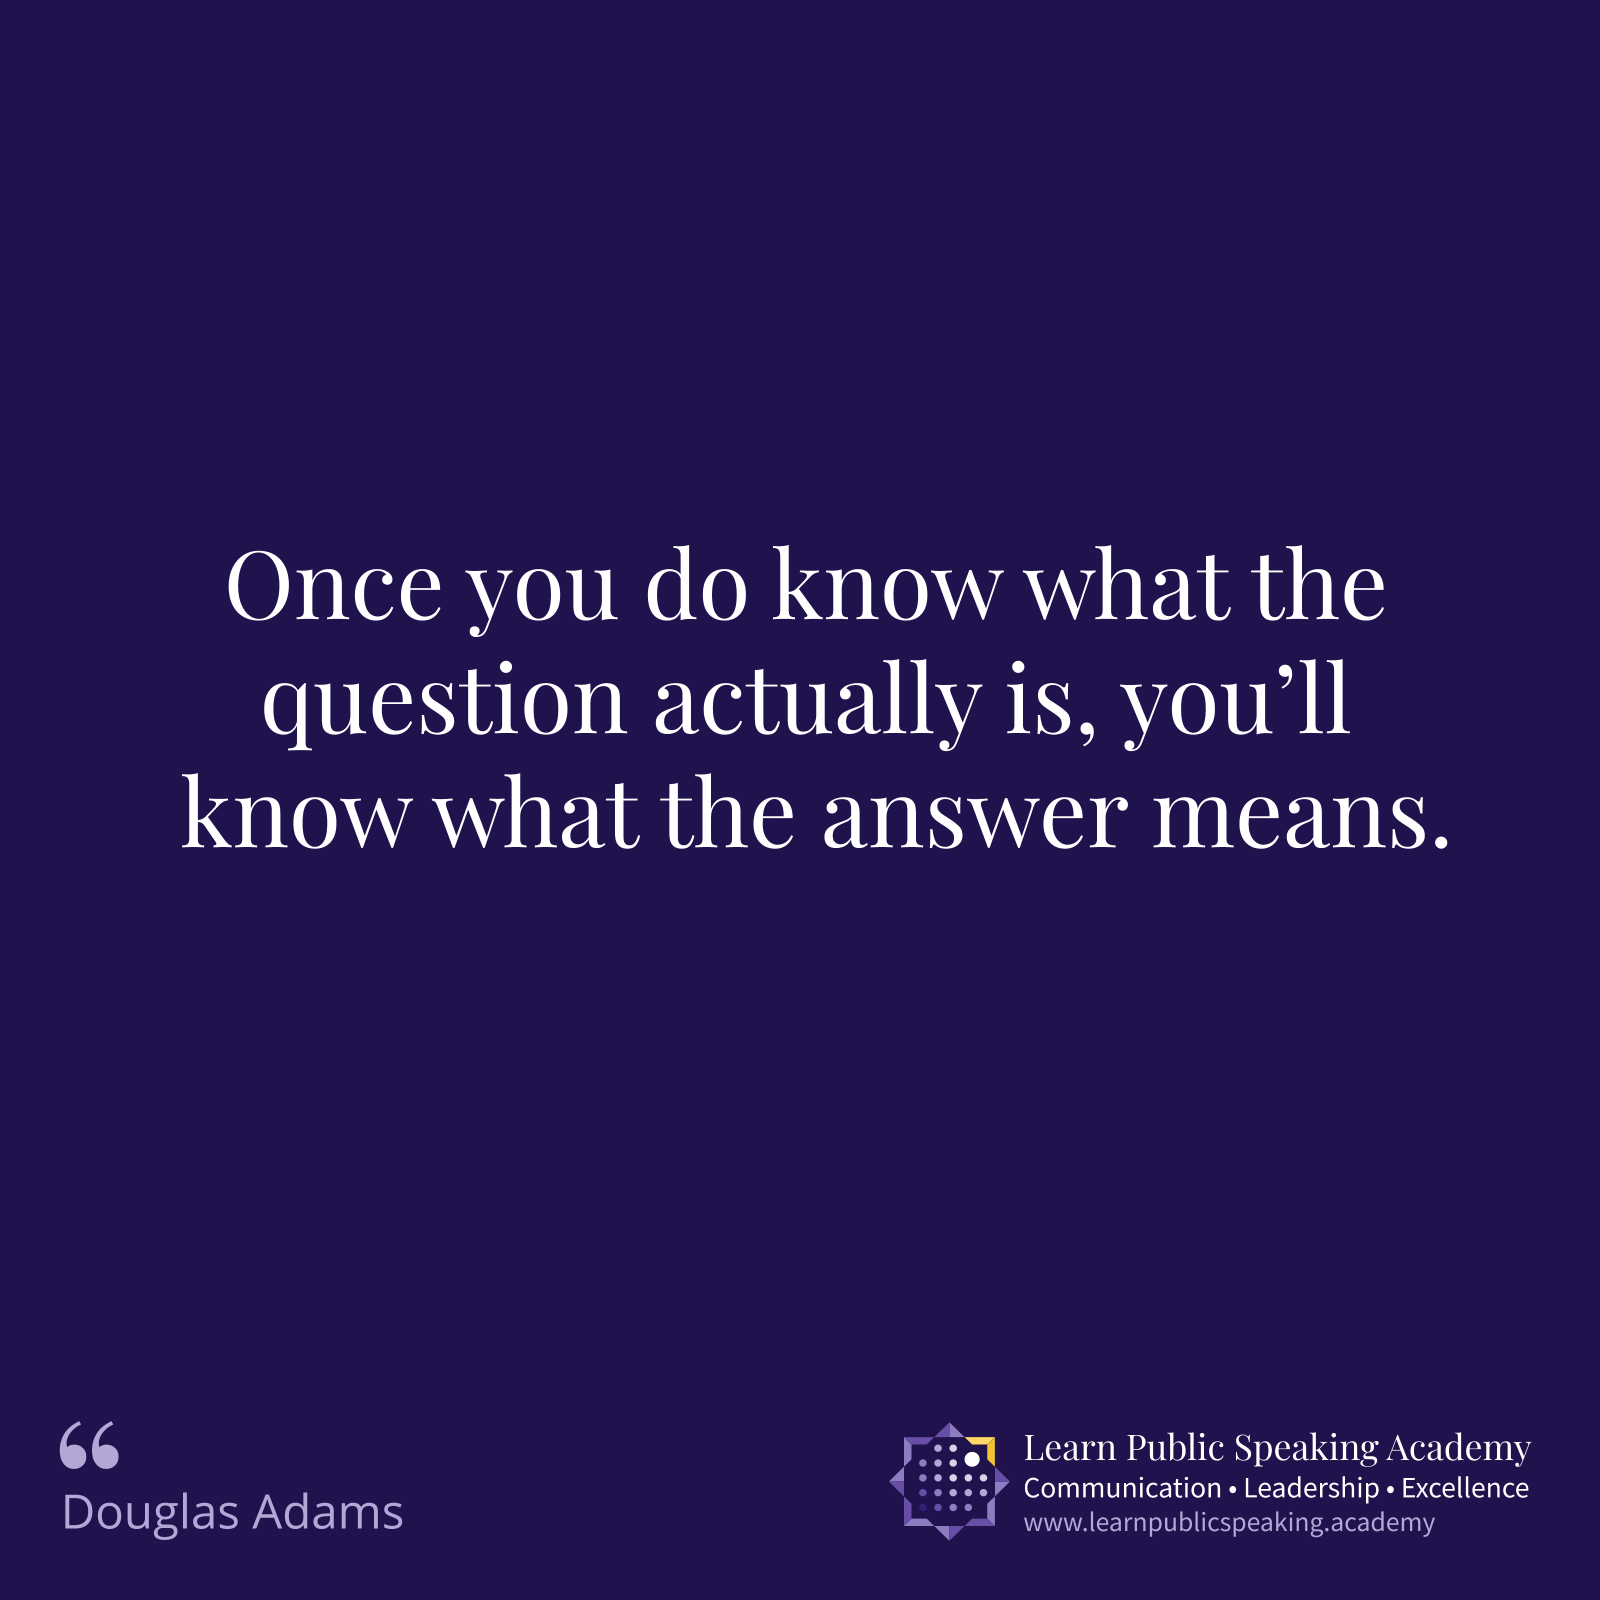 Once you do know what the
question actually is, you’ll
know what the answer means.
Douglas Adams
Learn Public Speaking Academy
Communication • Leadership • Excellence
www.learnpublicspeaking.academy